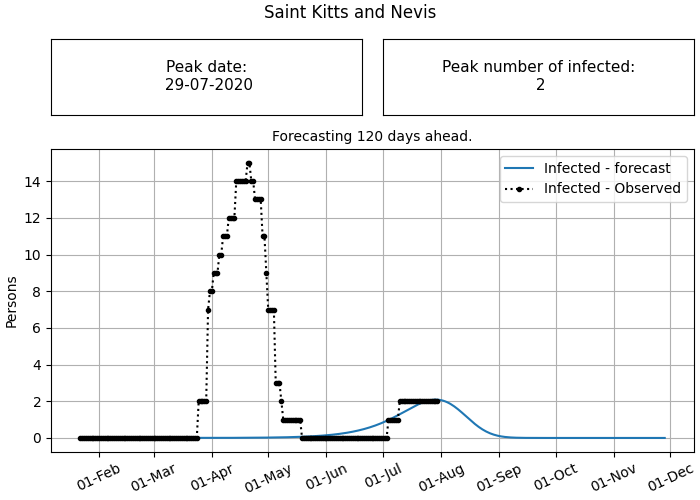 Saint Kitts and Nevis
Peak date:
29-07-2020
Peak number of infected:
2
Forecasting 120 days ahead.
Infected - forecast
Infected - Observed
Persons
14
12
10
8
6
4
2
0
01-Feb
01-Mar
01-Apr
01-May
01-Jun
01-Jul
01-Aug
01-Sep
01-Oct
01-Nov
01-Dec